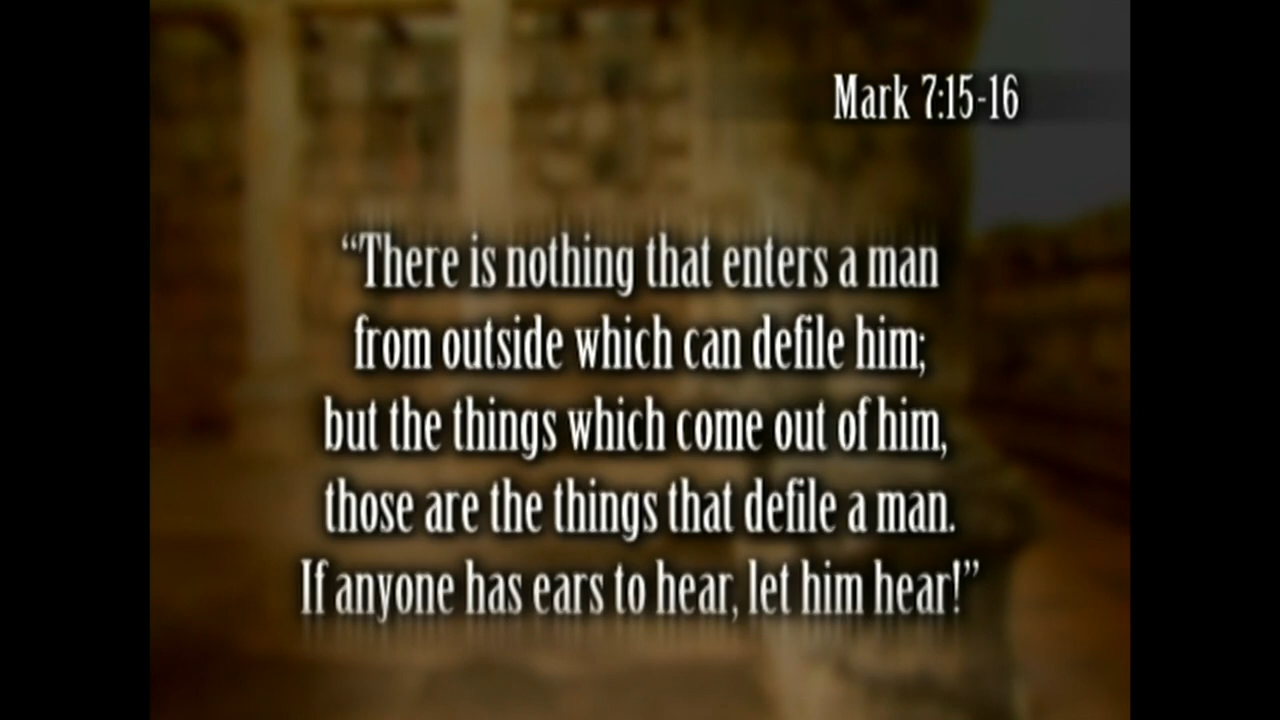 Mark 7:15-16
“There is nothing that enters a man
from outside which can defile him;
but the things which come out of him,
those are the things that defile a man.
If anyone has ears to hear, let him hear!”